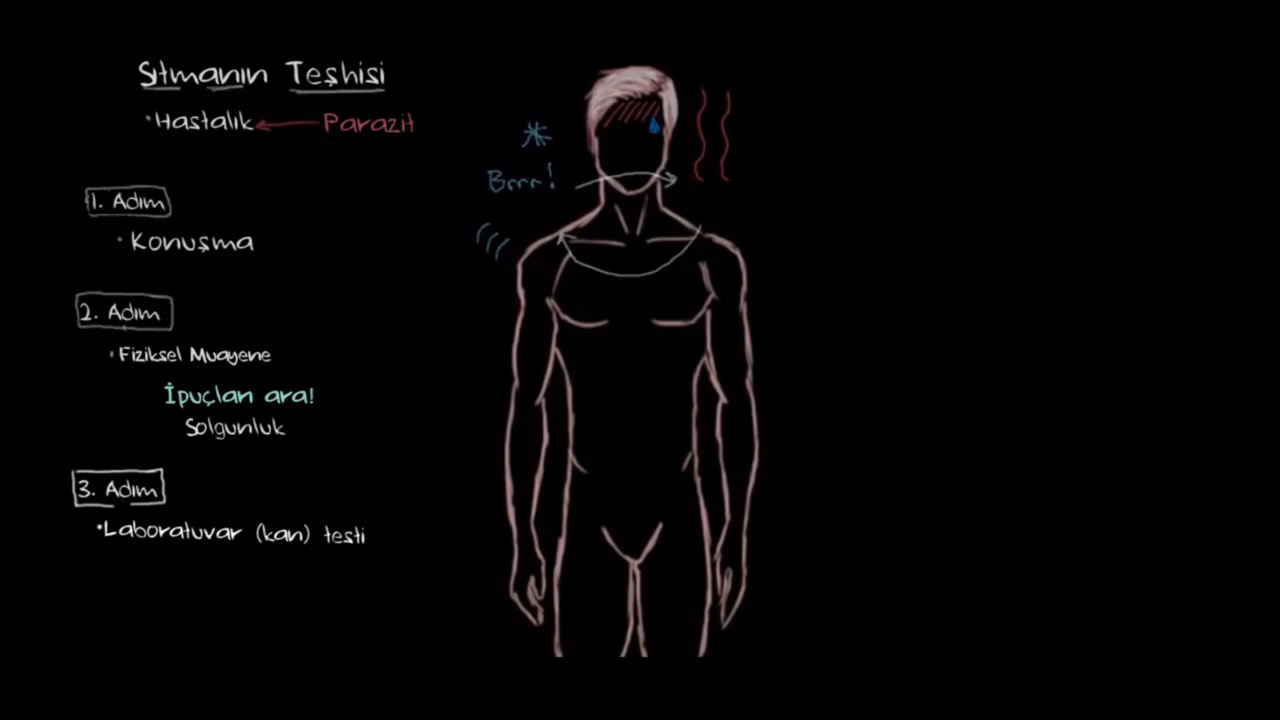 Sıtmanın Teşhisi
• Hastalık ← Parazit
1. Adım
• Konuşma
2. Adım
• Fiziksel Muayene
İpuçları ara!
Solgunluk
3. Adım
• Laboratuvar (kan) testi
Brrr!